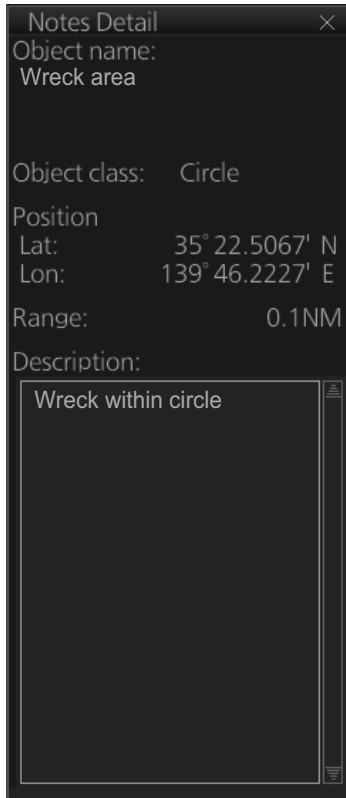 Notes Detail
Object name:
Wreck area
Object class: Circle
Position
Lat: 35°22.5067' N
Lon: 139°46.2227' E
Range: 0.1NM
Description:
Wreck within circle